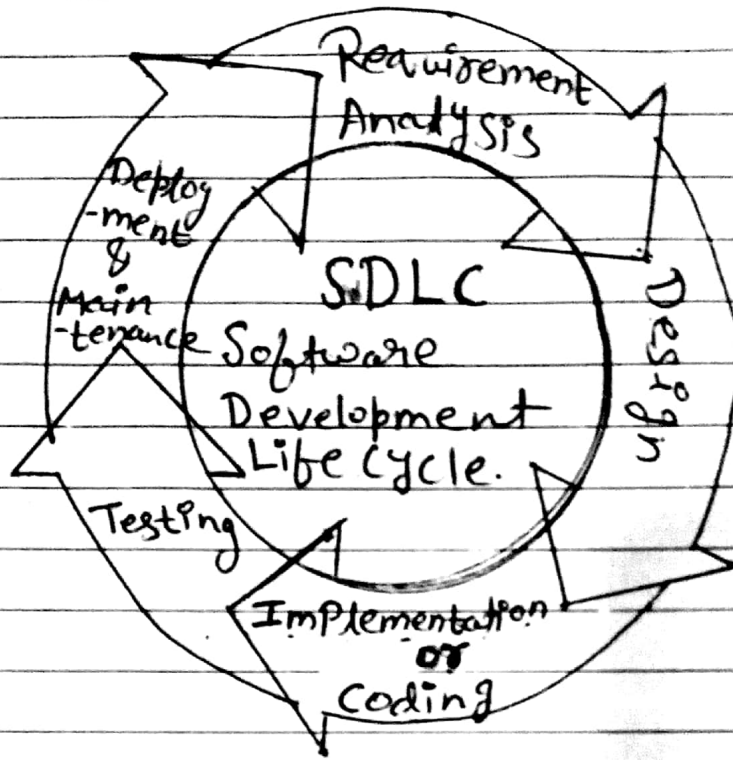 Requirement
Analysis
Design
Implementation
or
Coding
Testing
Deploy
-ment
&
Main
-tenance
SDLC
Software
Development
Life Cycle.